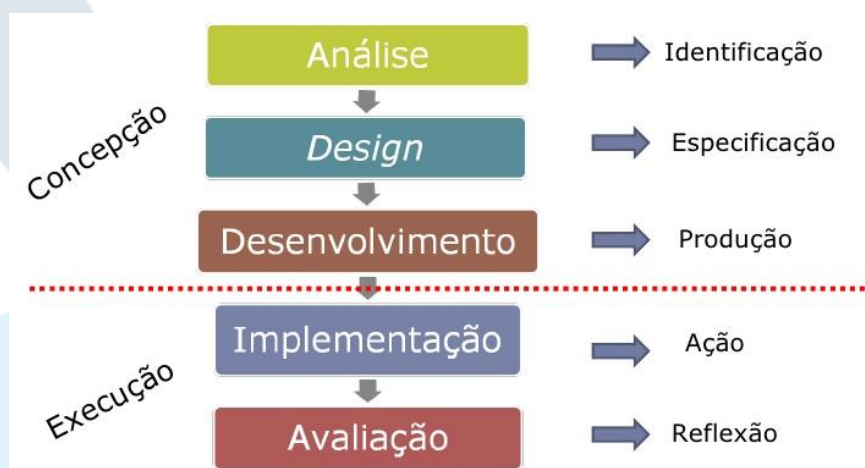 Análise
Identificação
Concepção
Design
Especificação
Desenvolvimento
Produção
Implementação
Ação
Execução
Avaliação
Reflexão